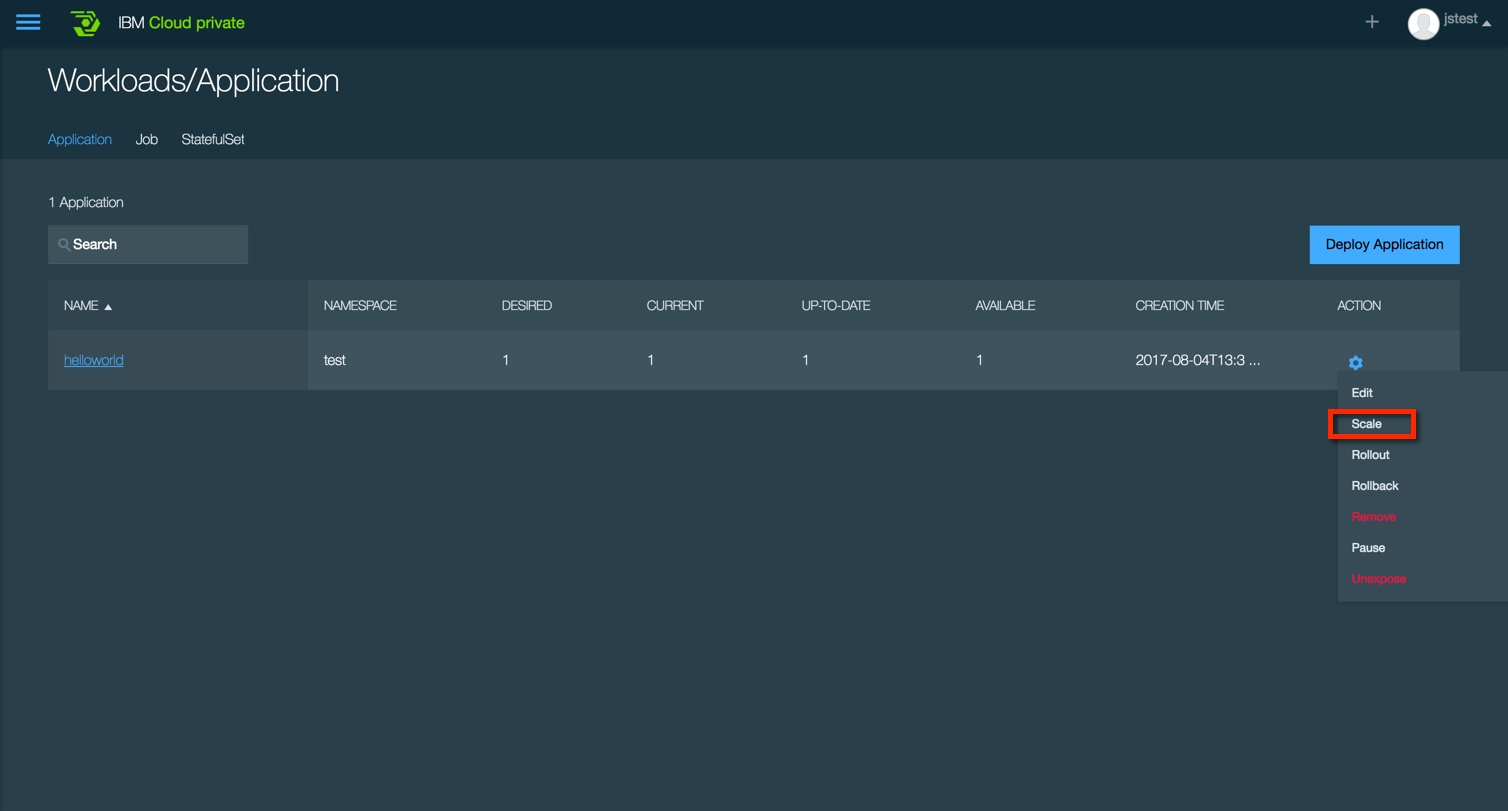 IBM Cloud private
jstest
Workloads/Application
Application Job StatefulSet
1 Application
Search
Deploy Application
NAME NAMESPACE DESIRED CURRENT UP-TO-DATE AVAILABLE CREATION TIME ACTION
helloworld test 1 1 1 1 2017-08-04T13:3 ...
Edit
Scale
Rollout
Rollback
Remove
Pause
Unexpose